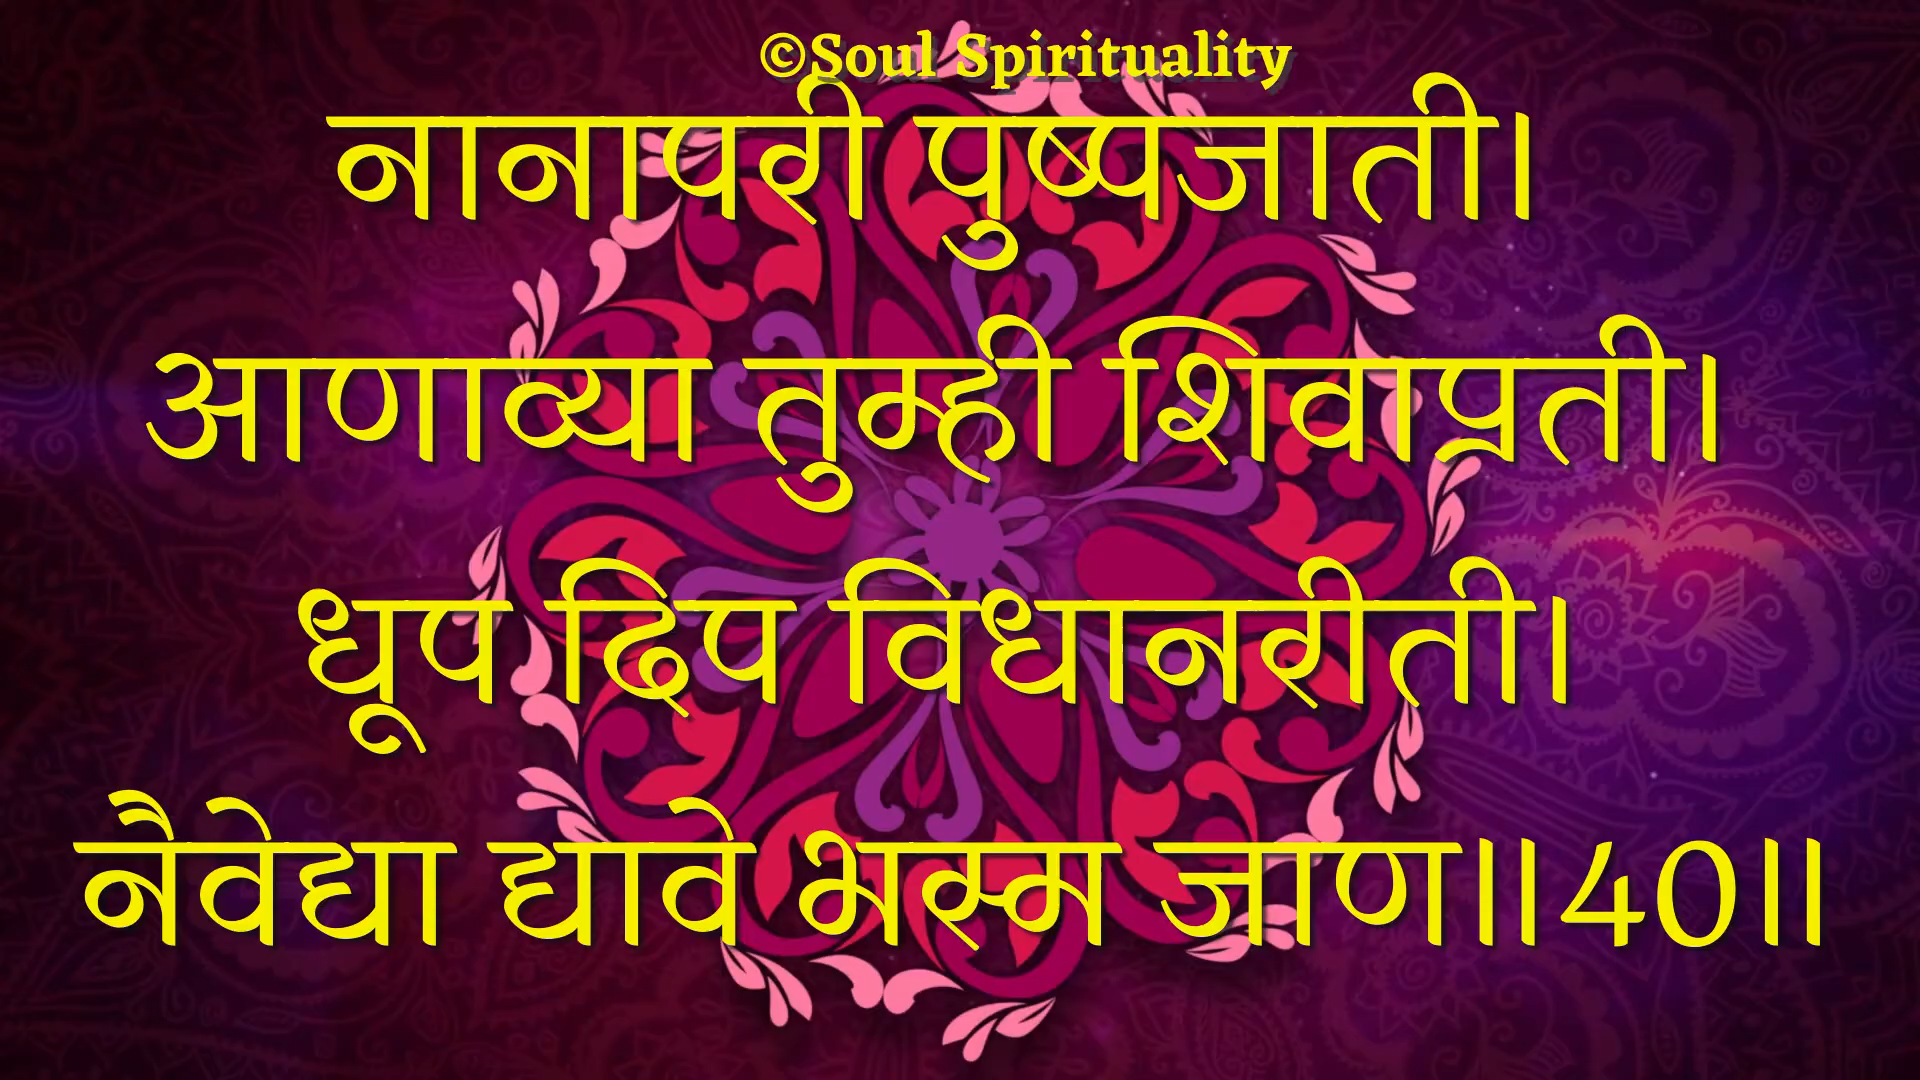 ©Soul Spirituality
नानापरी पुष्पजाती।
आणाव्या तुम्ही शिवाप्रती।
धूप दिप विधानरीती।
नैवेद्या द्यावे भस्म जाण॥40॥